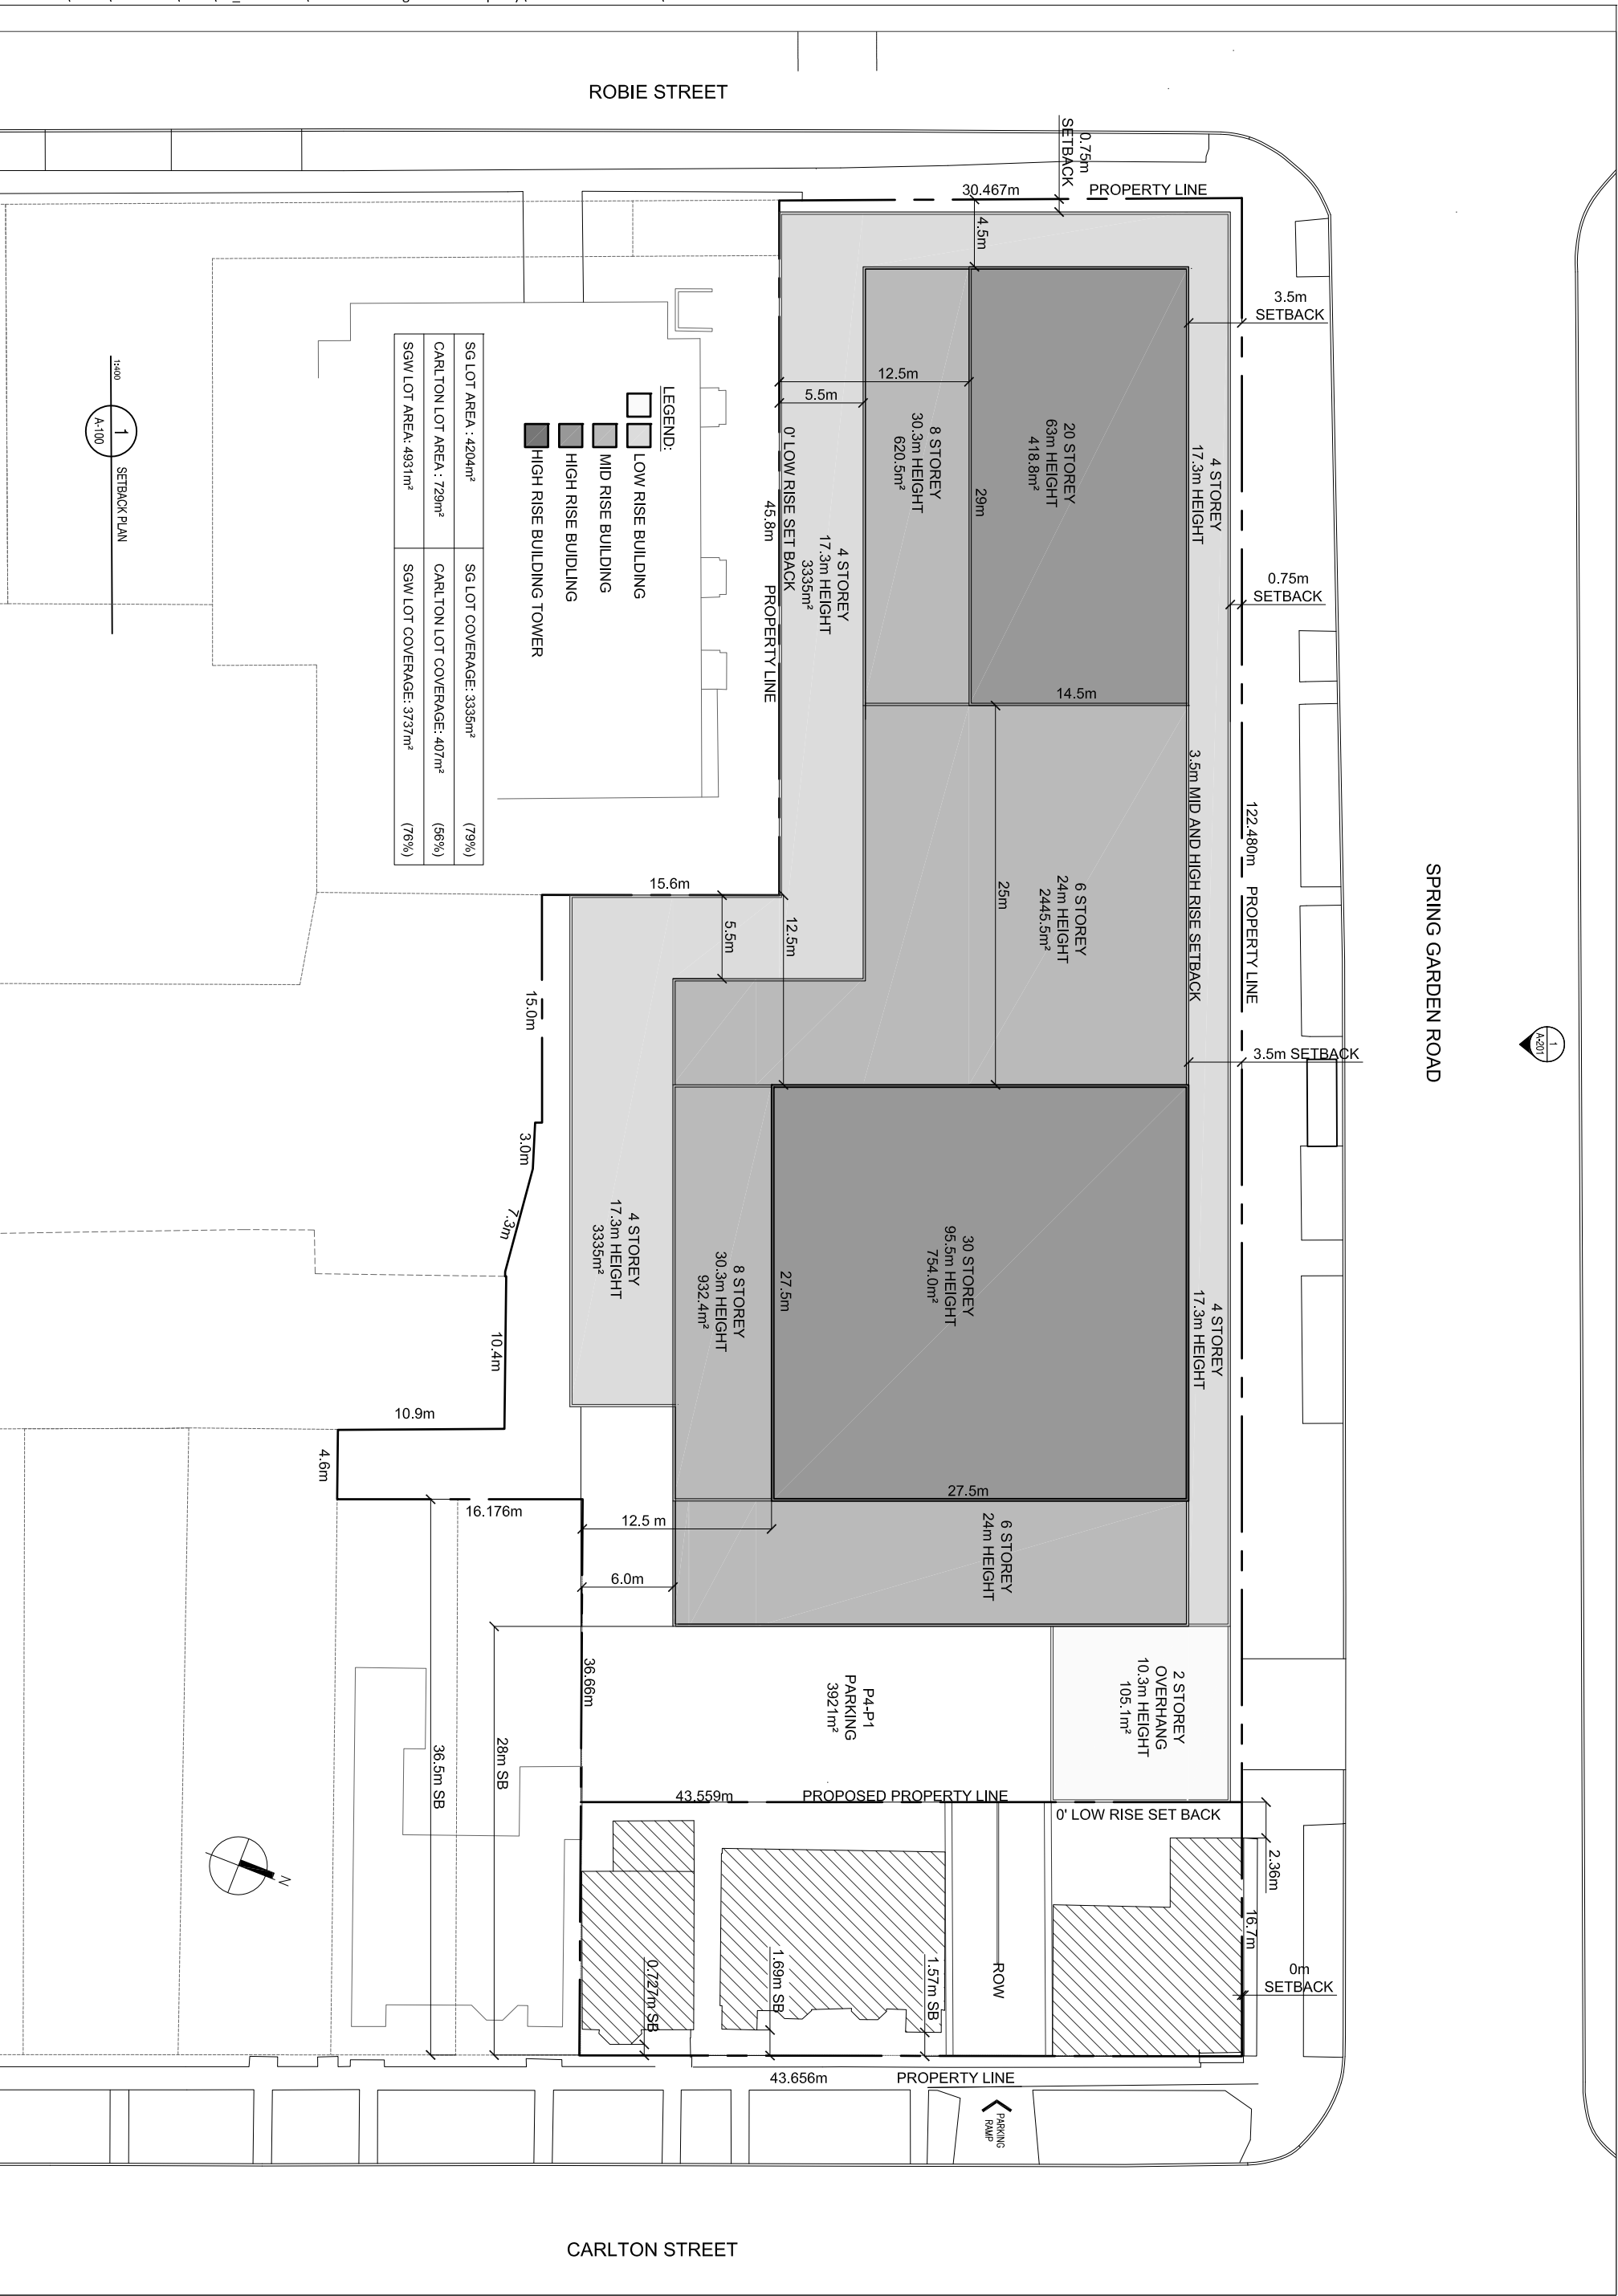 ROBIE STREET
0.75m
SETBACK
30.467m
PROPERTY LINE
4.5m
3.5m
SETBACK
12.5m
5.5m
20 STOREY
63m HEIGHT
418.8m²
8 STOREY
30.3m HEIGHT
620.5m²
4 STOREY
17.3m HEIGHT
29m
0' LOW RISE SET BACK
45.8m
PROPERTY LINE
4 STOREY
17.3m HEIGHT
3335m²
0.75m
SETBACK
14.5m
3.5m MID AND HIGH RISE SETBACK
122.480m
PROPERTY LINE
SPRING GARDEN ROAD
1
A-201
LEGEND:
LOW RISE BUILDING
MID RISE BUILDING
HIGH RISE BUIDLING
HIGH RISE BUILDING TOWER
SG LOT AREA : 4204m²
SG LOT COVERAGE: 3335m²
(79%)
CARLTON LOT AREA : 729m²
CARLTON LOT COVERAGE: 407m²
(56%)
SGW LOT AREA: 4931m²
SGW LOT COVERAGE: 3737m²
(76%)
1:400
1
A-100
SETBACK PLAN
15.6m
5.5m
12.5m
25m
6 STOREY
24m HEIGHT
2445.5m²
3.5m SETBACK
15.0m
3.0m
7.3m
10.4m
10.9m
4.6m
16.176m
4 STOREY
17.3m HEIGHT
3335m²
8 STOREY
30.3m HEIGHT
932.4m²
27.5m
30 STOREY
95.5m HEIGHT
754.0m²
4 STOREY
17.3m HEIGHT
27.5m
12.5 m
6.0m
6 STOREY
24m HEIGHT
36.66m
28m SB
36.5m SB
P4-P1
PARKING
3921m²
2 STOREY
OVERHANG
10.3m HEIGHT
105.1m²
43.559m
PROPOSED PROPERTY LINE
0' LOW RISE SET BACK
2.36m
16.7m
0m
SETBACK
N
0.727m SB
1.69m SB
1.57m SB
ROW
43.656m
PROPERTY LINE
PARKING
RAMP
CARLTON STREET